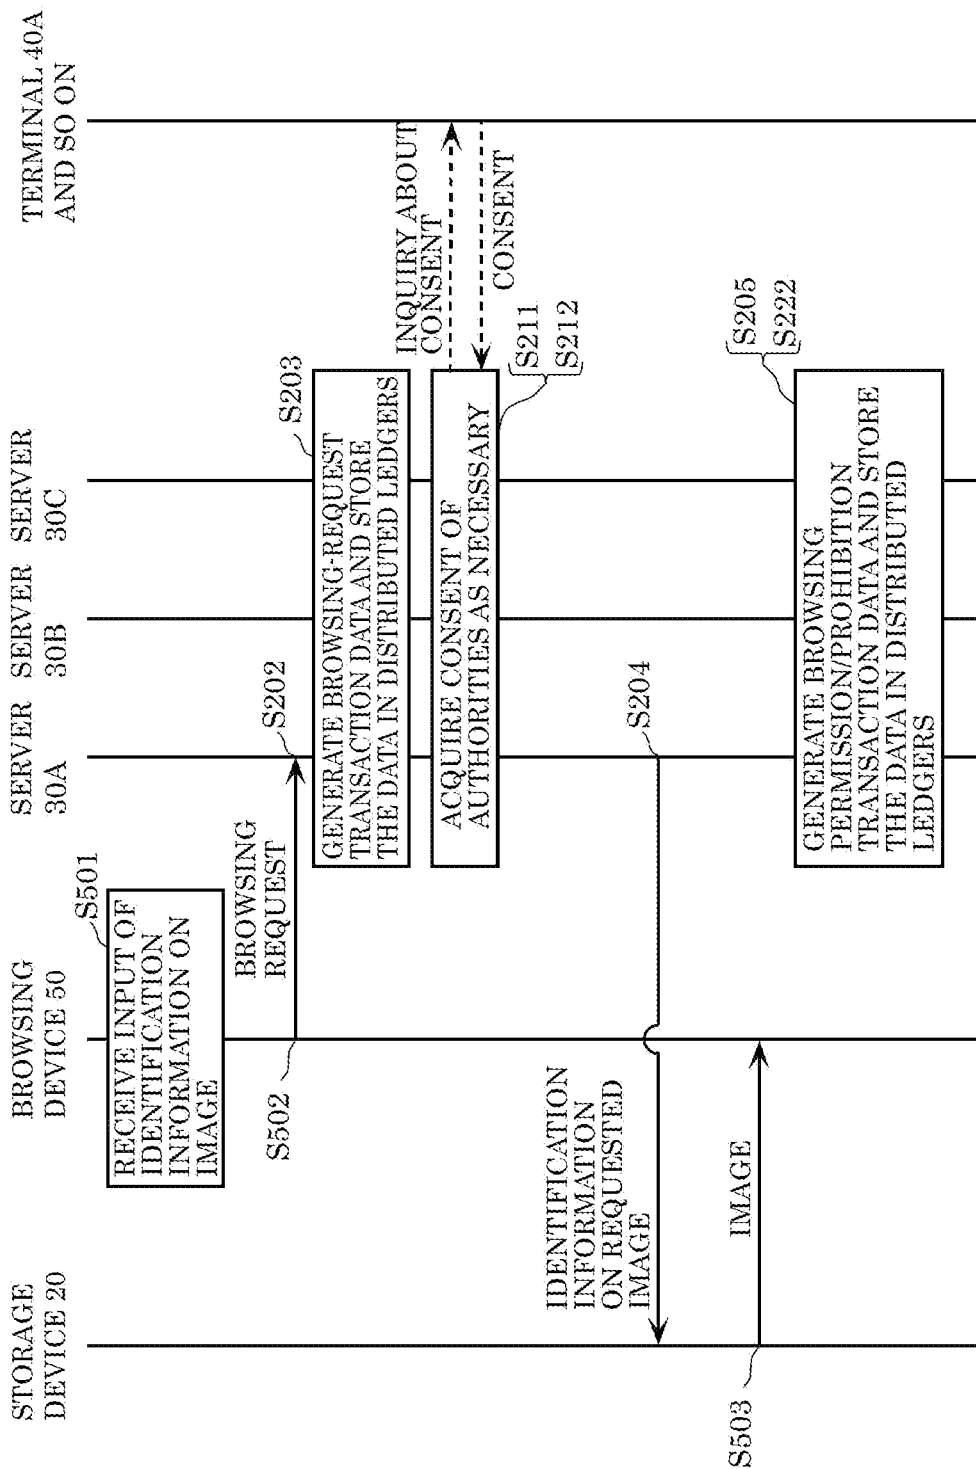 STORAGE
DEVICE 20
BROWSING
DEVICE 50
SERVER
30A
SERVER
30B
SERVER
30C
TERMINAL 40A
AND SO ON
S501
RECEIVE INPUT OF
IDENTIFICATION
INFORMATION ON
IMAGE
BROWSING
REQUEST
S502
S202
S203
GENERATE BROWSING-REQUEST
TRANSACTION DATA AND STORE
THE DATA IN DISTRIBUTED LEDGERS
INQUIRY ABOUT
CONSENT
ACQUIRE CONSENT OF
AUTHORITIES AS NECESSARY
CONSENT
S211
S212
IDENTIFICATION
INFORMATION
ON REQUESTED
IMAGE
S204
IMAGE
S503
S205
S222
GENERATE BROWSING
PERMISSION/PROHIBITION
TRANSACTION DATA AND STORE
THE DATA IN DISTRIBUTED
LEDGERS